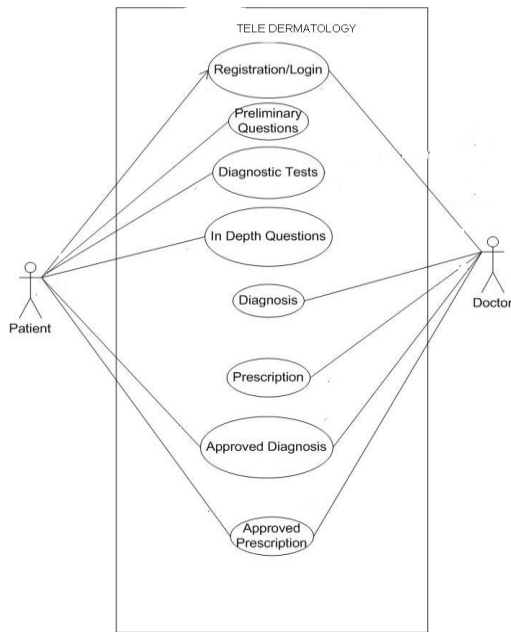 TELE DERMATOLOGY
Registration/Login
Preliminary
Questions
Diagnostic Tests
In Depth Questions
Diagnosis
Patient
Doctor
Prescription
Approved Diagnosis
Approved
Prescription